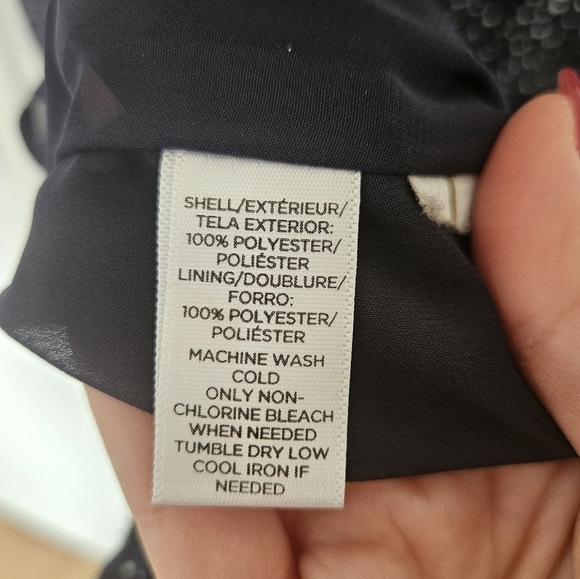 SHELL/EXTÉRIEUR/
TELA EXTERIOR:
100% POLYESTER/
POLIÉSTER
LINING/DOUBLURE/
FORRO:
100% POLYESTER/
POLIÉSTER
MACHINE WASH
COLD
ONLY NON-
CHLORINE BLEACH
WHEN NEEDED
TUMBLE DRY LOW
COOL IRON IF
NEEDED